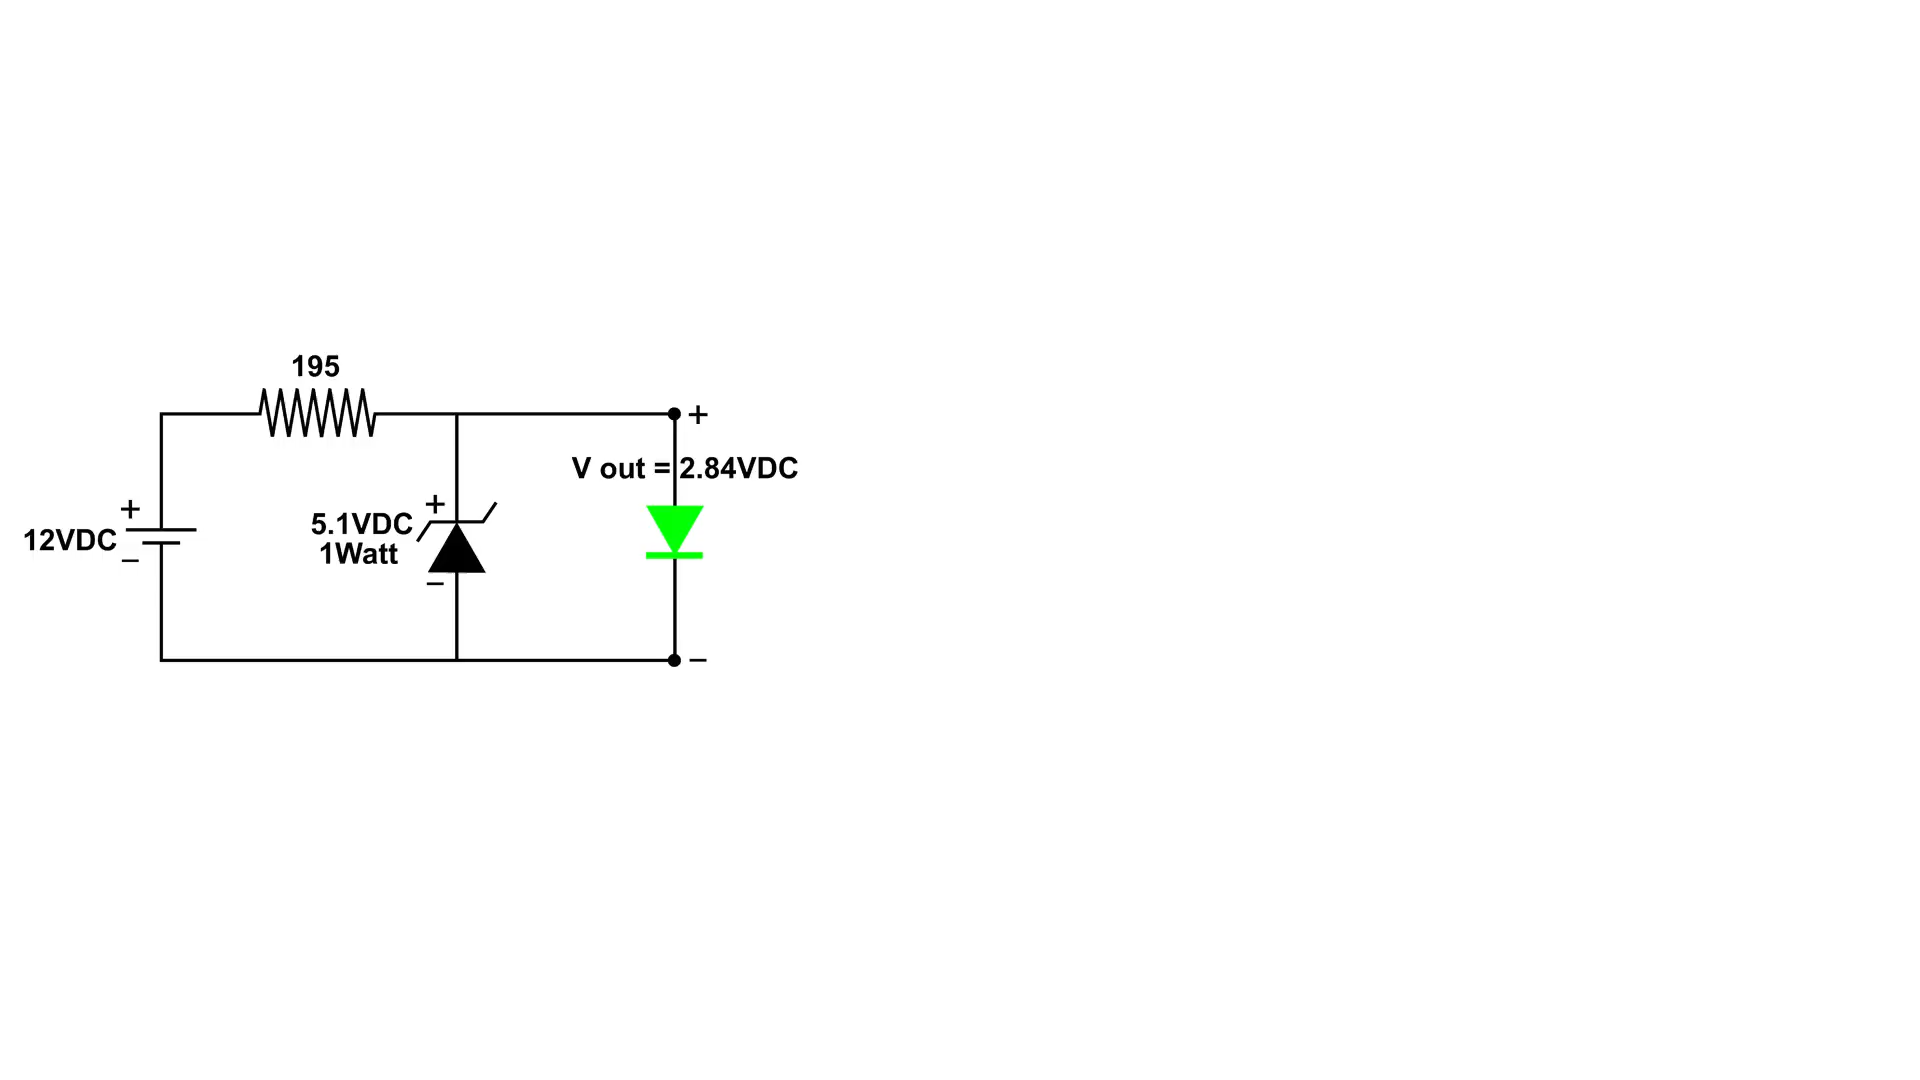 195
+
V out = 2.84VDC
+
+
5.1VDC
12VDC
1Watt
−
−
−